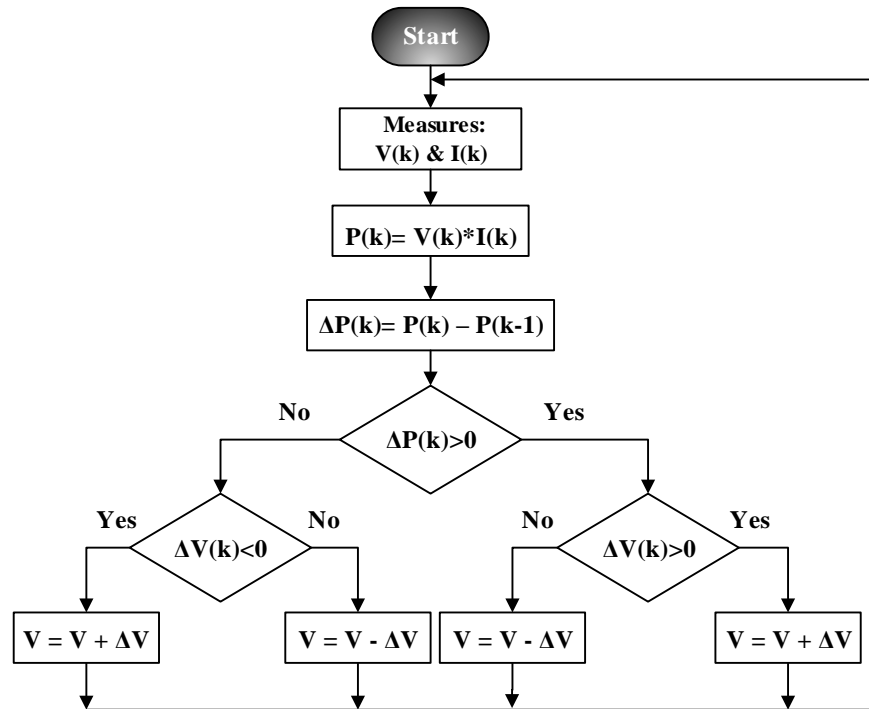 Start
Measures:
V(k) & I(k)
P(k)= V(k)*I(k)
ΔP(k)= P(k) – P(k-1)
No
Yes
ΔP(k)>0
Yes
No
No
Yes
ΔV(k)<0
ΔV(k)>0
V = V + ΔV
V = V - ΔV
V = V - ΔV
V = V + ΔV